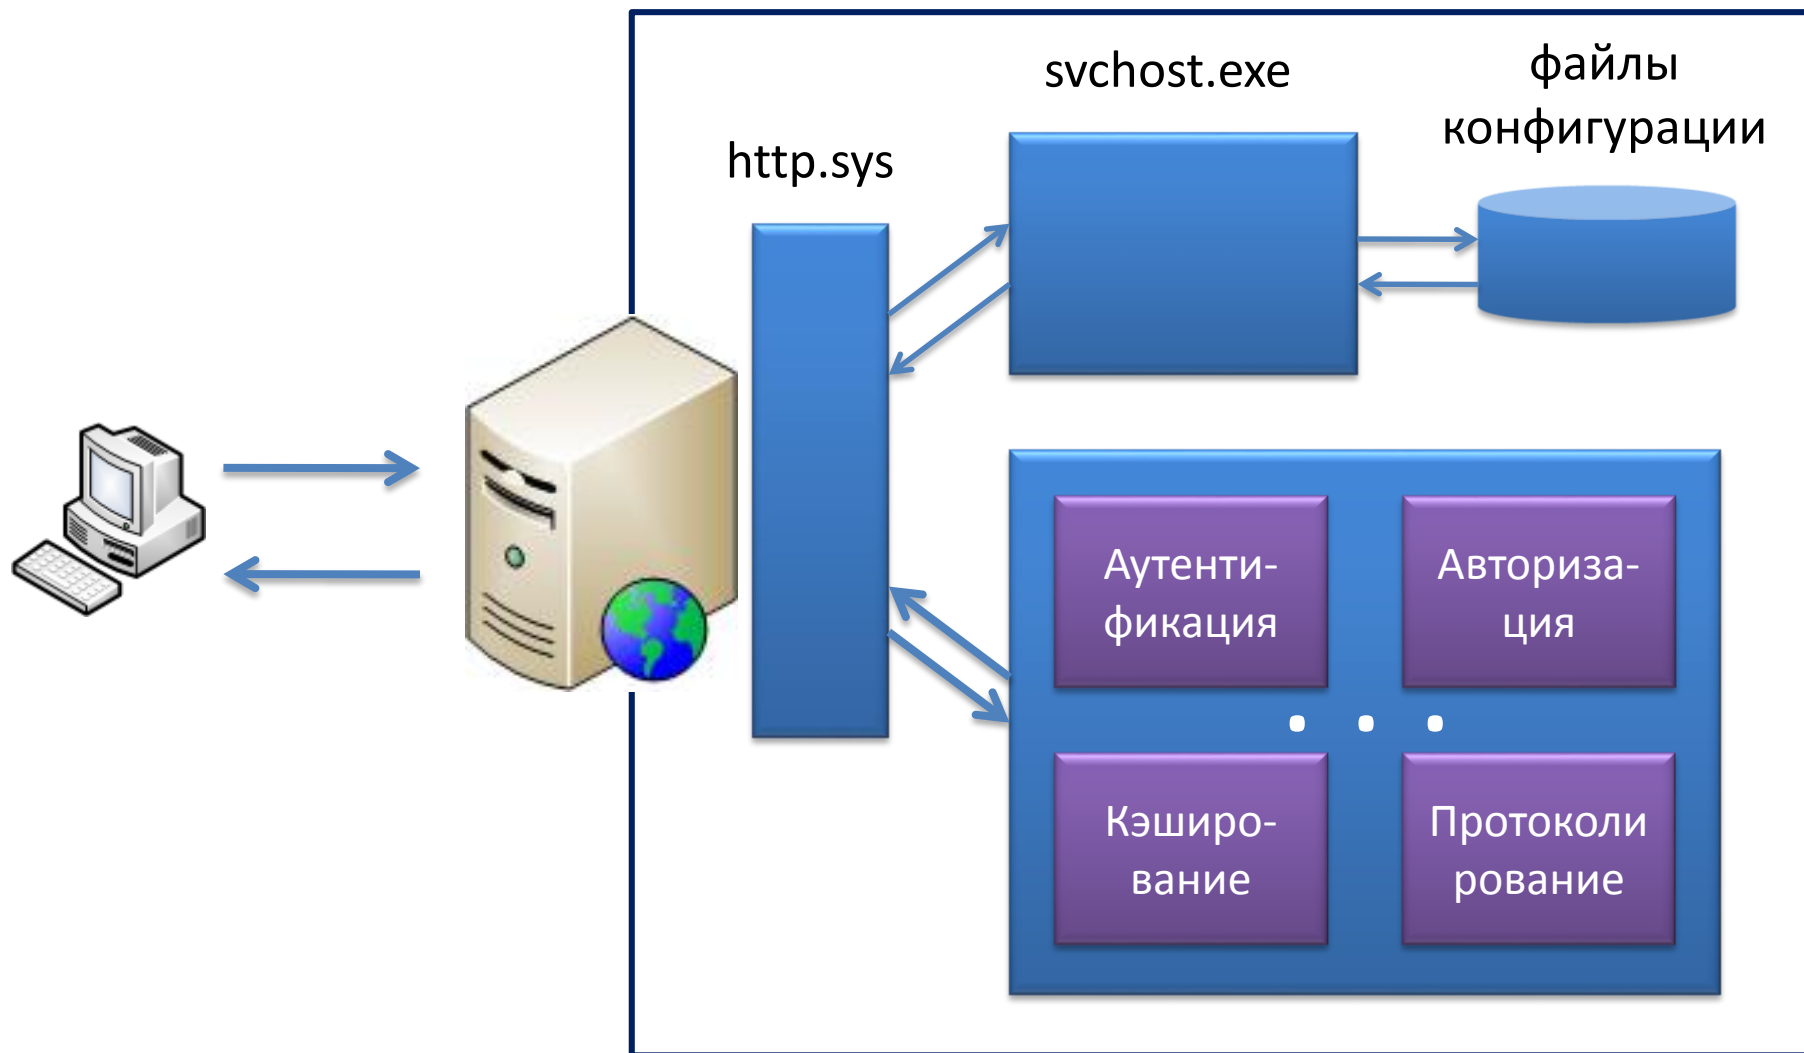 svchost.exe
файлы
конфигурации
http.sys
Аутенти-
фикация
Авториза-
ция
. . .
Кэширо-
вание
Протоколи
рование